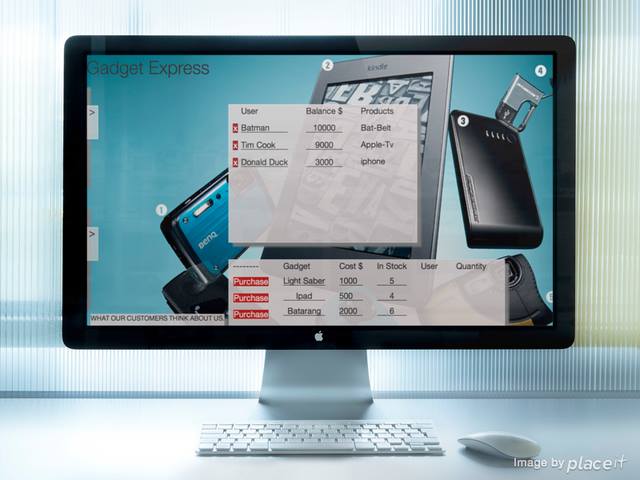 Gadget Express
2
kindle
4
3
1
BenQ
>
>
User Balance $ Products
x Batman 10000 Bat-Belt
x Tim Cook 9000 Apple-Tv
x Donald Duck 3000 iphone
-------- Gadget Cost $ In Stock User Quantity
Purchase Light Saber 1000 5
Purchase Ipad 500 4
Purchase Batarang 2000 6
WHAT OUR CUSTOMERS THINK ABOUT US.
Image by placeit